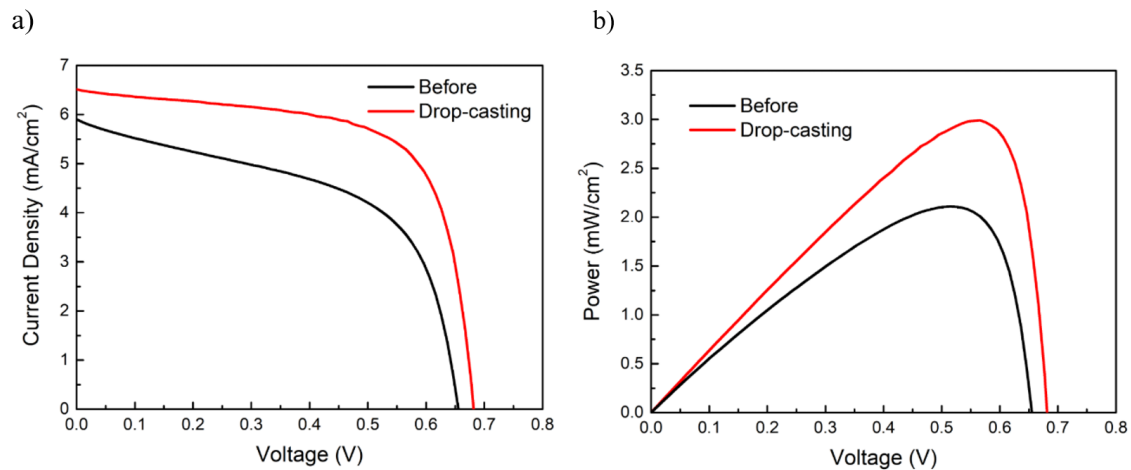 a)
7
6
5
4
3
2
1
0
Current Density (mA/cm²)
Before
Drop-casting
0.0 0.1 0.2 0.3 0.4 0.5 0.6 0.7 0.8
Voltage (V)
b)
3.5
3.0
2.5
2.0
1.5
1.0
0.5
0.0
Power (mW/cm²)
Before
Drop-casting
0.0 0.1 0.2 0.3 0.4 0.5 0.6 0.7 0.8
Voltage (V)